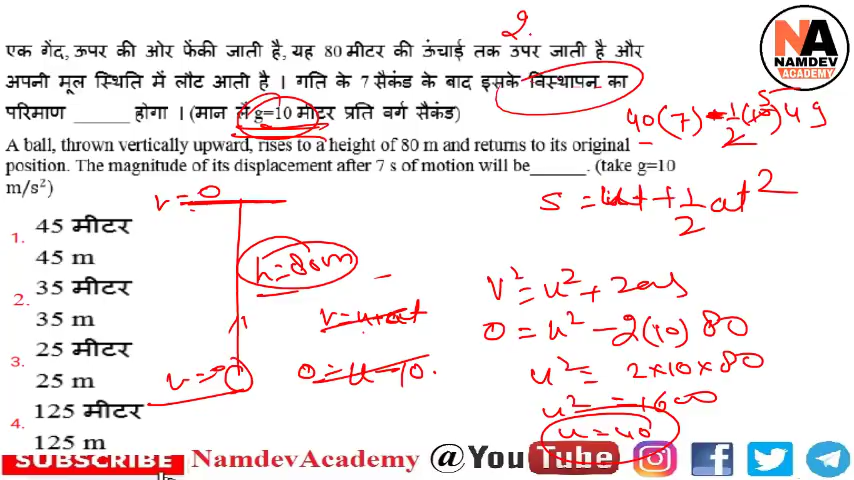 2.
एक गेंद, ऊपर की ओर फेंकी जाती है, यह 80 मीटर की ऊंचाई तक उपर जाती है और
अपनी मूल स्थिति में लौट आती है । गति के 7 सैकंड के बाद इसके विस्थापन का
परिमाण ______ होगा । (मान लें g=10 मीटर प्रति वर्ग सैकंड)
A ball, thrown vertically upward, rises to a height of 80 m and returns to its original
position. The magnitude of its displacement after 7 s of motion will be______. (take g=10
m/s²)
NAMDEV
ACADEMY
1. 45 मीटर
45 m
2. 35 मीटर
35 m
3. 25 मीटर
25 m
4. 125 मीटर
125 m
v = 0
h = 80m
v = u + at
0 = u - 10.
S = ut + 1/2 at²
v² = u² + 2as
0 = u² - 2(10) 80
u² = 2×10×80
u² = 1600
u = 40
SUBSCRIBE NamdevAcademy @YouTube